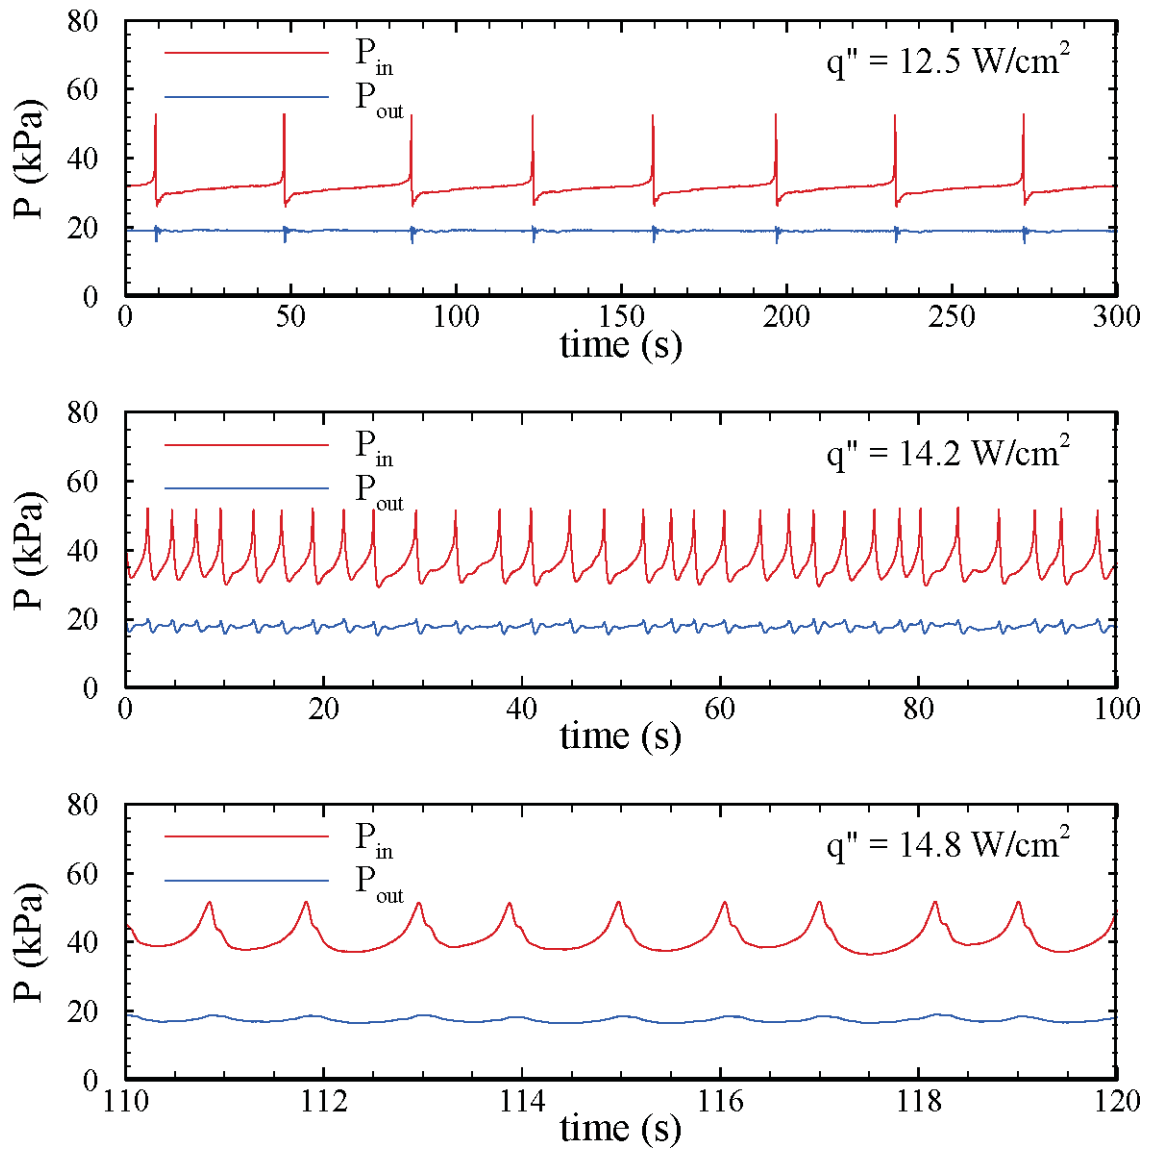 80
P_in
q" = 12.5 W/cm²
60
P_out
P (kPa)
40
20
0
0 50 100 150 200 250 300
time (s)
80
P_in
q" = 14.2 W/cm²
60
P_out
P (kPa)
40
20
0
0 20 40 60 80 100
time (s)
80
P_in
q" = 14.8 W/cm²
60
P_out
P (kPa)
40
20
0
110 112 114 116 118 120
time (s)